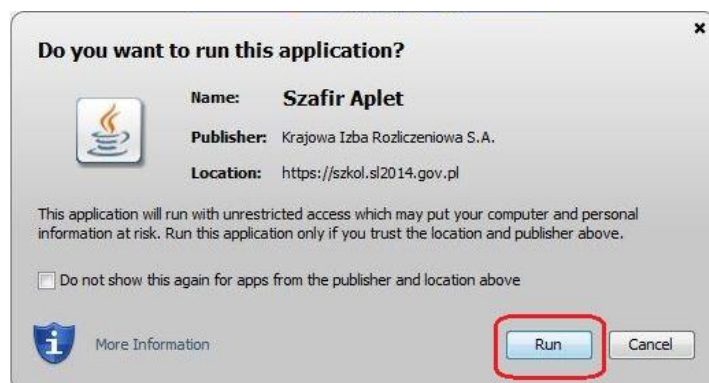 Do you want to run this application?
Name: Szafir Aplet
Publisher: Krajowa Izba Rozliczeniowa S.A.
Location: https://szkol.sl2014.gov.pl
This application will run with unrestricted access which may put your computer and personal
information at risk. Run this application only if you trust the location and publisher above.
Do not show this again for apps from the publisher and location above
More Information
Run
Cancel